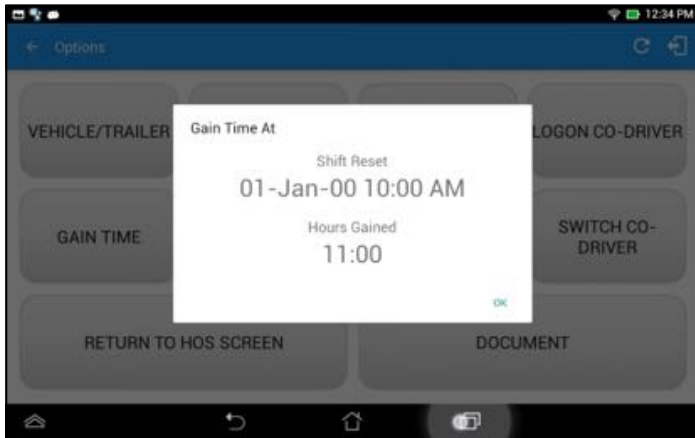 12:34 PM
Options
VEHICLE/TRAILER
LOGON CO-DRIVER
Gain Time At
Shift Reset
01-Jan-00 10:00 AM
Hours Gained
11:00
OK
GAIN TIME
SWITCH CO-
DRIVER
RETURN TO HOS SCREEN
DOCUMENT